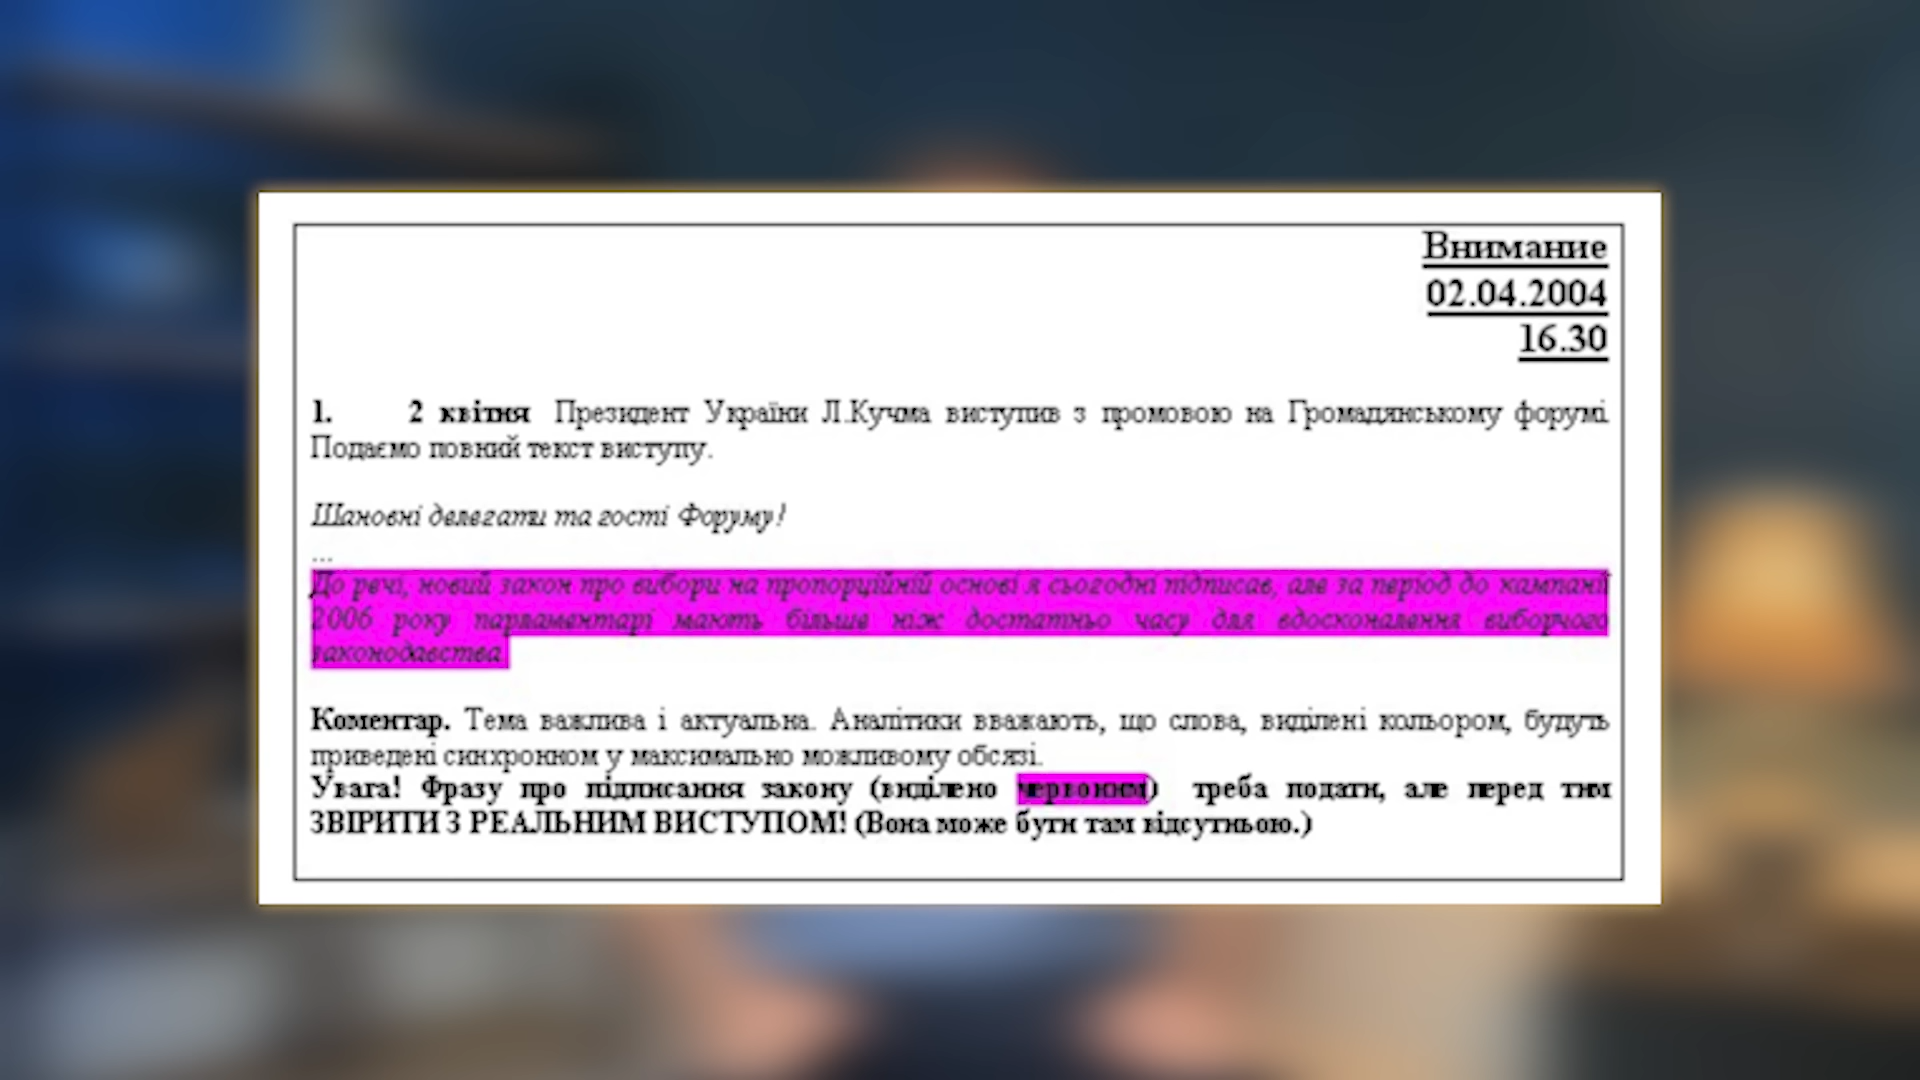 Внимание
02.04.2004
16.30
1. 2 квітня Президент України Л.Кучма виступив з промовою на Громадянському форумі.
Подаємо повний текст виступу.
Шановні делегати та гості Форуму!
...
До речі, новий закон про вибори на пропорційній основі я сьогодні підписав, але за період до кампанії
2006 року парламентарі мають більше ніж достатньо часу для вдосконалення виборчого
законодавства.
Коментар. Тема важлива і актуальна. Аналітики вважають, що слова, виділені кольором, будуть
приведені синхронном у максимально можливому обсязі.
Увага! Фразу про підписання закону (виділено червоним) треба подати, але перед тим
ЗВІРИТИ З РЕАЛЬНИМ ВИСТУПОМ! (Вона може бути там відсутньою.)